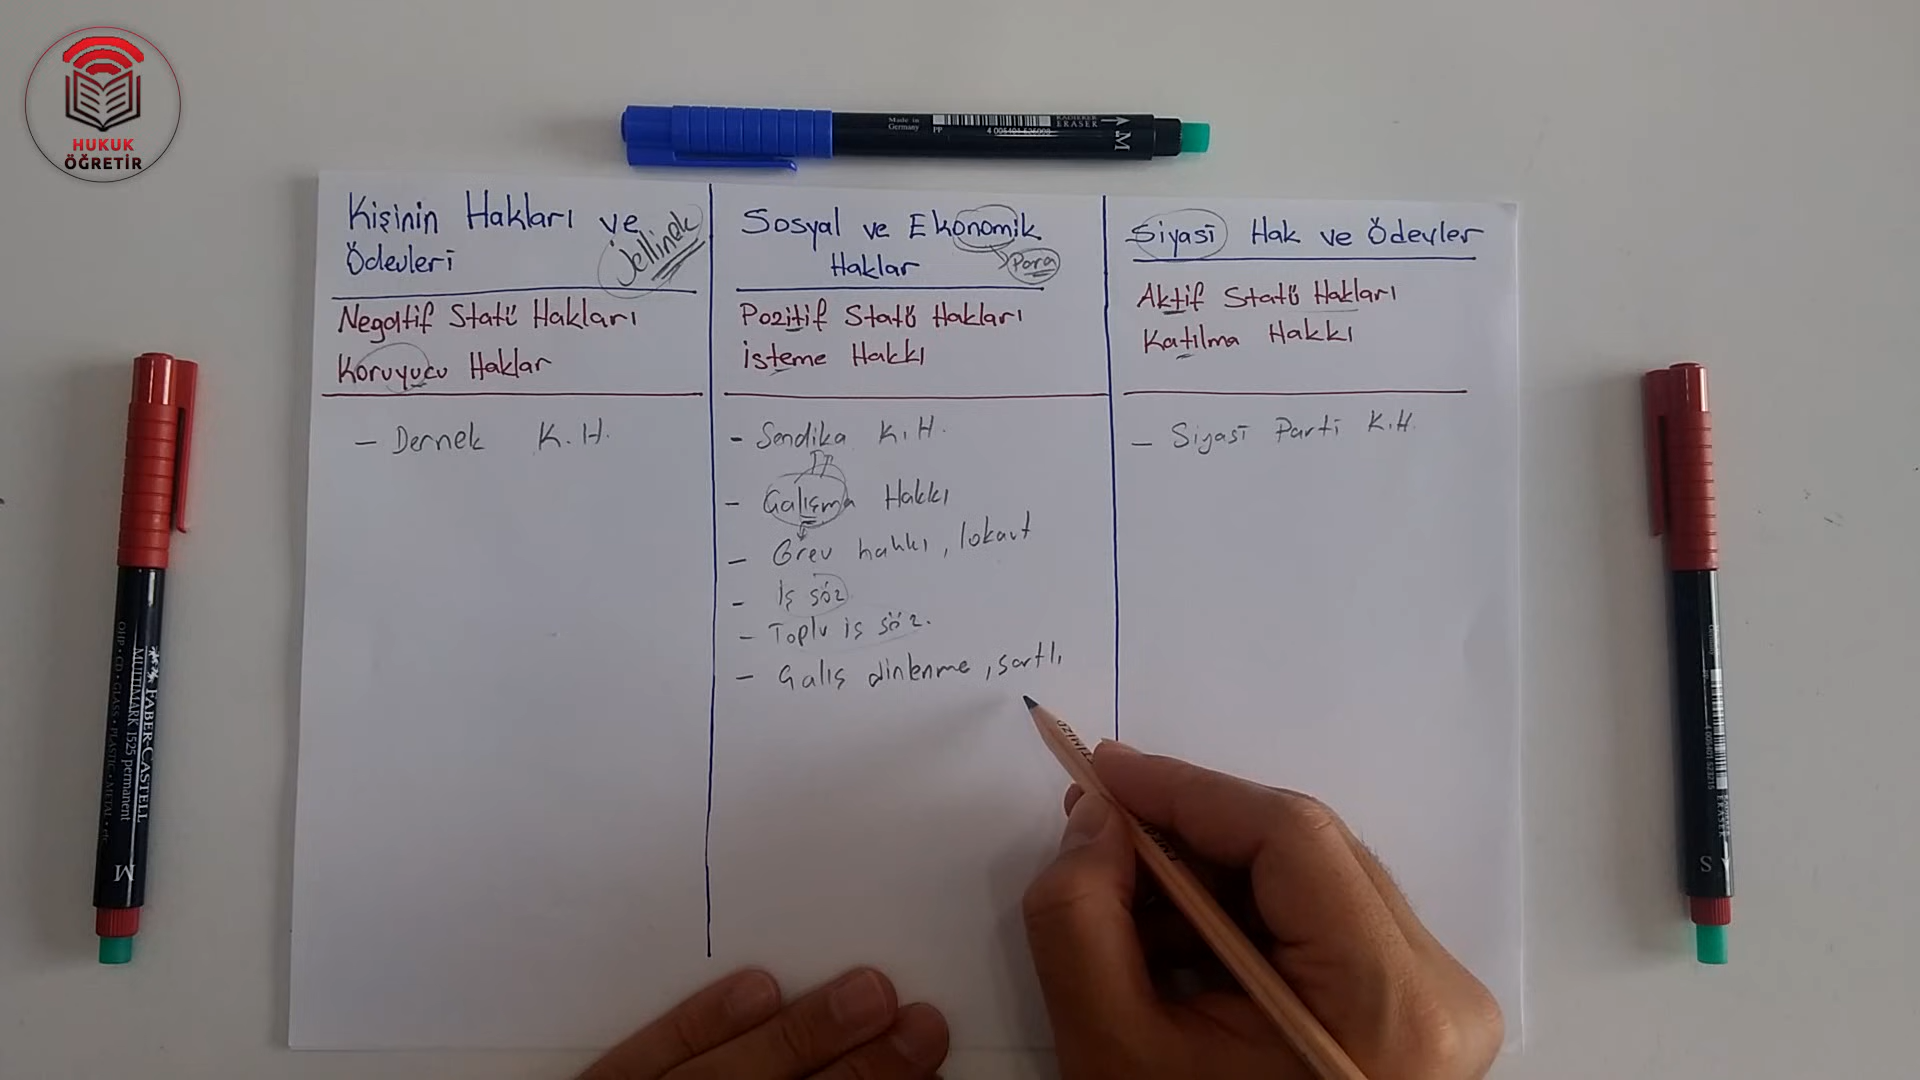 HUKUK
ÖĞRETİR
Made in
Germany
PP
ERASER
M
Kişinin Hakları ve
Ödevleri
Jellinek
Negatif Statü Hakları
Koruyucu Haklar
- Dernek K.H.
Sosyal ve Ekonomik
Haklar
Para
Pozitif Statü Hakları
İsteme Hakkı
- Sendika K.H.
- Çalışma Hakkı
- Grev hakkı, lokavt
- İş söz
- Toplu iş söz.
- Çalış dinlenme, şartlı
Siyasi Hak ve Ödevler
Aktif Statü Hakları
Katılma Hakkı
- Siyasi Parti K.H.
FABER-CASTELL
MULTIMARK 1525 permanent
OHP · CD · GLASS · PLASTIC · METAL · etc.
M
S